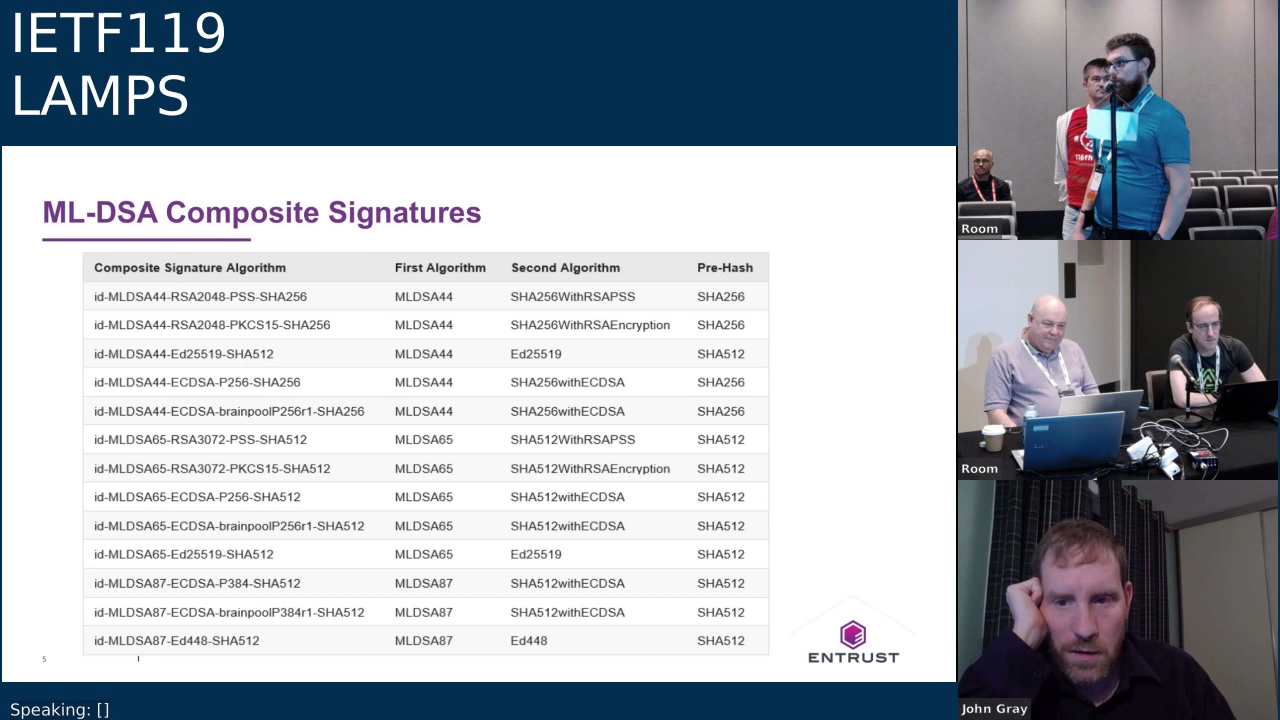 IETF119
LAMPS
ML-DSA Composite Signatures
Composite Signature Algorithm First Algorithm Second Algorithm Pre-Hash
id-MLDSA44-RSA2048-PSS-SHA256 MLDSA44 SHA256WithRSAPSS SHA256
id-MLDSA44-RSA2048-PKCS15-SHA256 MLDSA44 SHA256WithRSAEncryption SHA256
id-MLDSA44-Ed25519-SHA512 MLDSA44 Ed25519 SHA512
id-MLDSA44-ECDSA-P256-SHA256 MLDSA44 SHA256withECDSA SHA256
id-MLDSA44-ECDSA-brainpoolP256r1-SHA256 MLDSA44 SHA256withECDSA SHA256
id-MLDSA65-RSA3072-PSS-SHA512 MLDSA65 SHA512WithRSAPSS SHA512
id-MLDSA65-RSA3072-PKCS15-SHA512 MLDSA65 SHA512WithRSAEncryption SHA512
id-MLDSA65-ECDSA-P256-SHA512 MLDSA65 SHA512withECDSA SHA512
id-MLDSA65-ECDSA-brainpoolP256r1-SHA512 MLDSA65 SHA512withECDSA SHA512
id-MLDSA65-Ed25519-SHA512 MLDSA65 Ed25519 SHA512
id-MLDSA87-ECDSA-P384-SHA512 MLDSA87 SHA512withECDSA SHA512
id-MLDSA87-ECDSA-brainpoolP384r1-SHA512 MLDSA87 SHA512withECDSA SHA512
id-MLDSA87-Ed448-SHA512 MLDSA87 Ed448 SHA512
5 I
ENTRUST
Speaking: []
Room
Room
John Gray